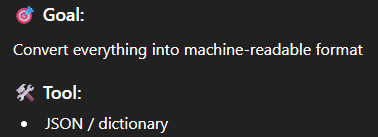 🎯 Goal:
Convert everything into machine-readable format
🛠️ Tool:
• JSON / dictionary